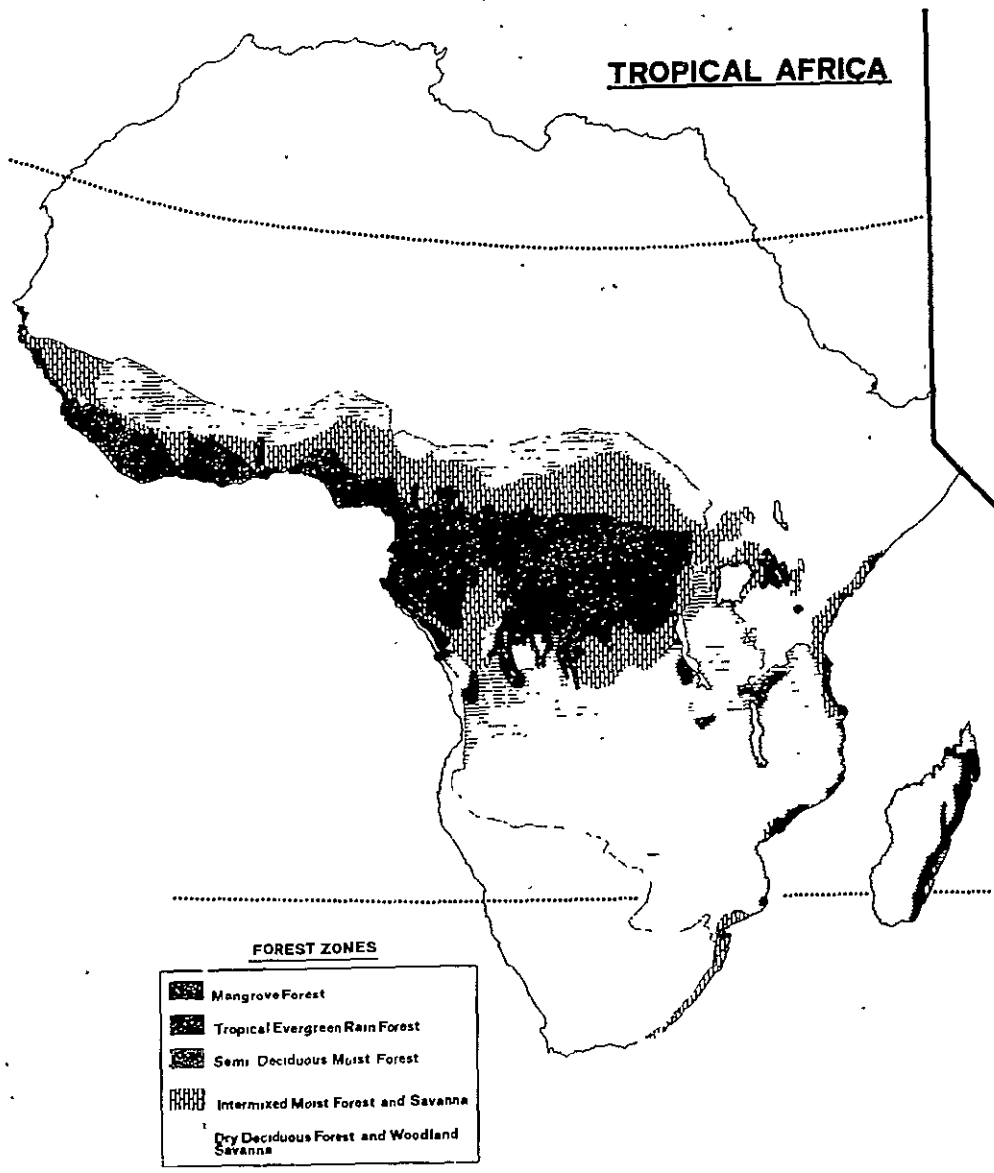 TROPICAL AFRIÇA
FOREST ZONES
Mangrove Forest
Tropical Evergreen Rain Forest
Semi Deciduous Moist Forest
Intermixed Moist Forest and Savanna
Dry Deciduous Forest and Woodland
Savanna